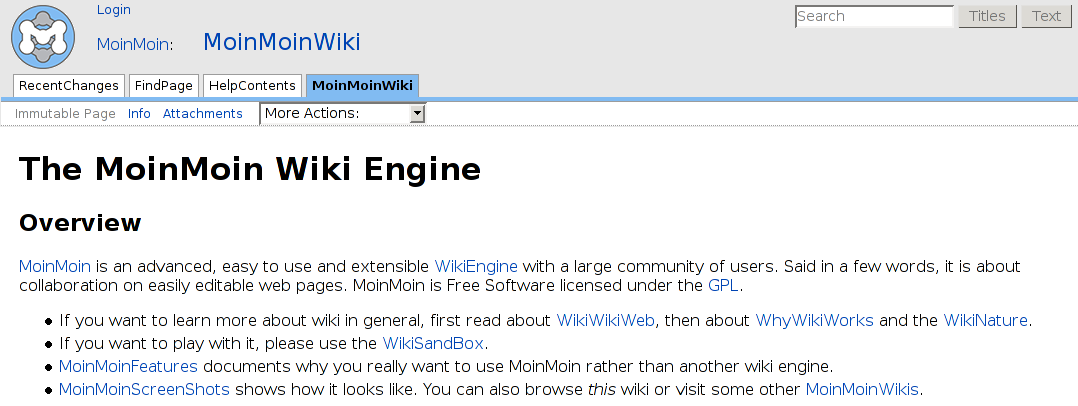 Login
Search Titles Text
MoinMoin: MoinMoinWiki
RecentChanges FindPage HelpContents MoinMoinWiki
Immutable Page Info Attachments More Actions:
The MoinMoin Wiki Engine
Overview
MoinMoin is an advanced, easy to use and extensible WikiEngine with a large community of users. Said in a few words, it is about
collaboration on easily editable web pages. MoinMoin is Free Software licensed under the GPL.
• If you want to learn more about wiki in general, first read about WikiWikiWeb, then about WhyWikiWorks and the WikiNature.
• If you want to play with it, please use the WikiSandBox.
• MoinMoinFeatures documents why you really want to use MoinMoin rather than another wiki engine.
• MoinMoinScreenShots shows how it looks like. You can also browse this wiki or visit some other MoinMoinWikis.